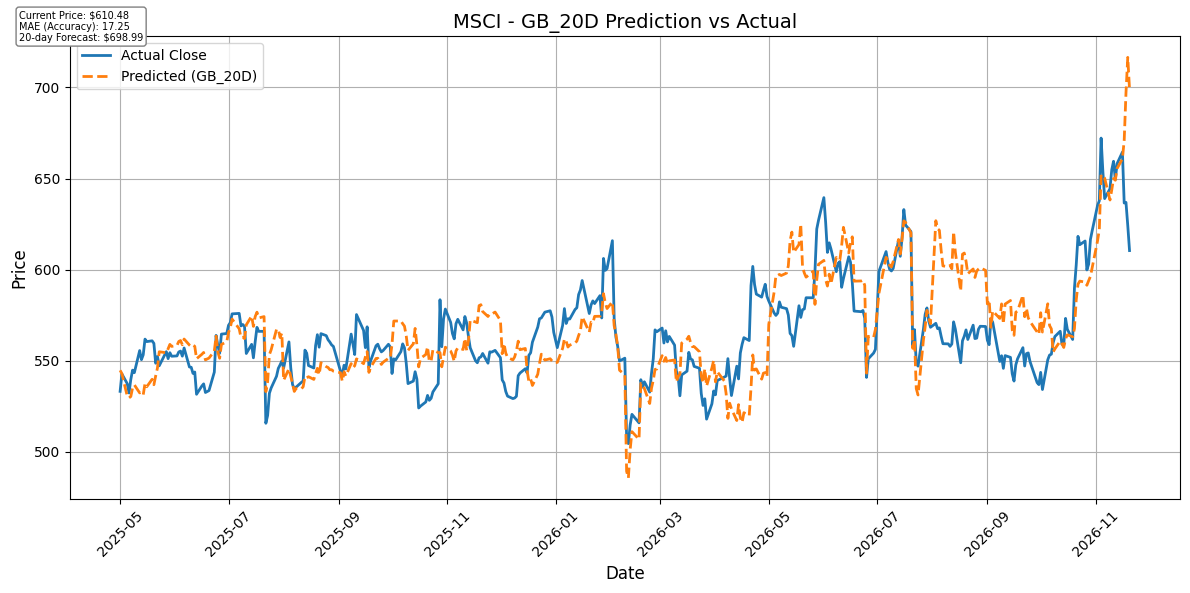 MSCI - GB_20D Prediction vs Actual
Current Price: $610.48
MAE (Accuracy): 17.25
20-day Forecast: $698.99
Actual Close
Predicted (GB_20D)
Price
700
650
600
550
500
2025-05
2025-07
2025-09
2025-11
2026-01
2026-03
2026-05
2026-07
2026-09
2026-11
Date